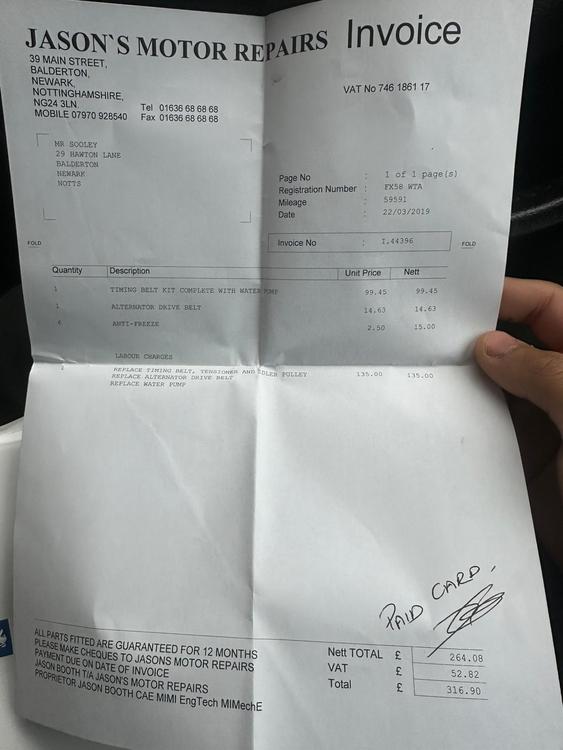 JASON`S MOTOR REPAIRS Invoice
39 MAIN STREET,
BALDERTON,
NEWARK,
NOTTINGHAMSHIRE,
NG24 3LN.
Tel 01636 68 68 68
MOBILE 07970 928540 Fax 01636 68 68 68
VAT No 746 1861 17
MR SOOLEY
29 HAWTON LANE
BALDERTON
NEWARK
NOTTS
Page No : 1 of 1 page(s)
Registration Number : FX58 WTA
Mileage : 59591
Date : 22/03/2019
FOLD
Invoice No : I.44396
FOLD
Quantity Description Unit Price Nett
1 TIMING BELT KIT COMPLETE WITH WATER PUMP 99.45 99.45
1 ALTERNATOR DRIVE BELT 14.63 14.63
6 ANTI-FREEZE 2.50 15.00
LABOUR CHARGES
REPLACE TIMING BELT, TENSIONER AND IDLER PULLEY 135.00 135.00
REPLACE ALTERNATOR DRIVE BELT
REPLACE WATER PUMP
PAID CARD.
ALL PARTS FITTED ARE GUARANTEED FOR 12 MONTHS
PLEASE MAKE CHEQUES TO JASONS MOTOR REPAIRS
PAYMENT DUE ON DATE OF INVOICE
JASON BOOTH T/A JASON'S MOTOR REPAIRS
PROPRIETOR JASON BOOTH CAE MIMI EngTech MIMechE
Nett TOTAL £ 264.08
VAT £ 52.82
Total £ 316.90